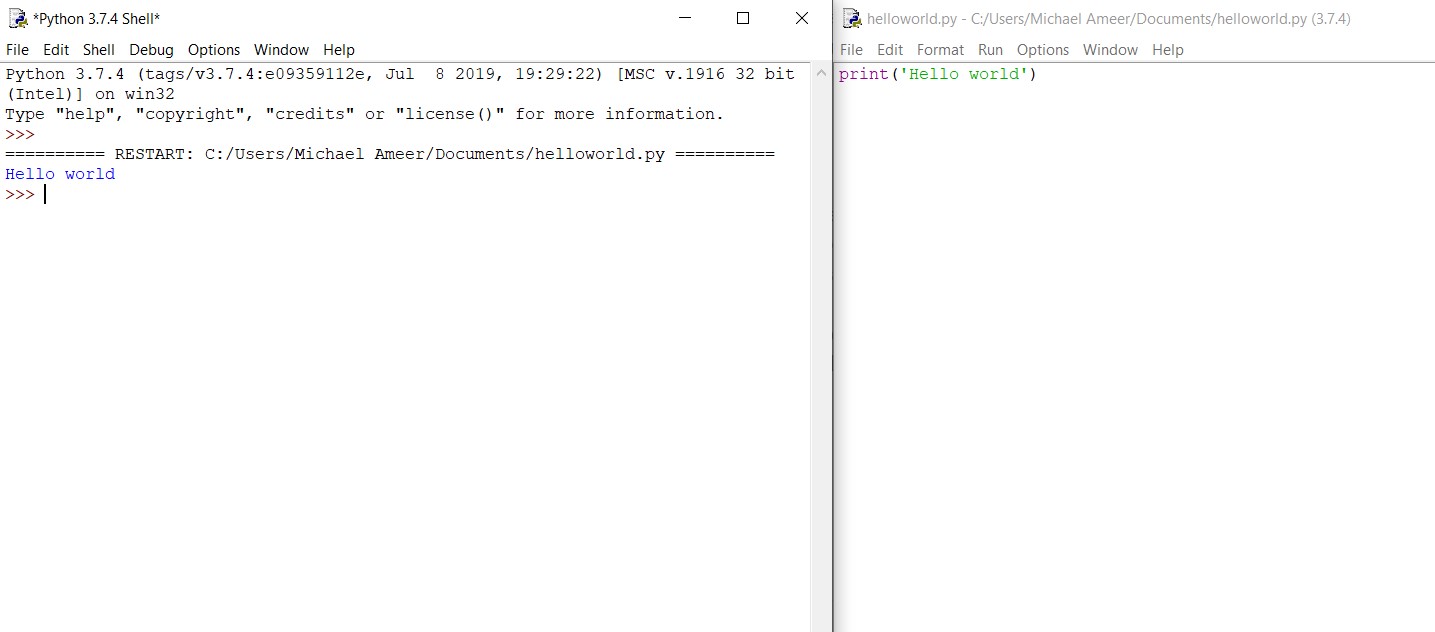 *Python 3.7.4 Shell*
File Edit Shell Debug Options Window Help
Python 3.7.4 (tags/v3.7.4:e09359112e, Jul  8 2019, 19:29:22) [MSC v.1916 32 bit
(Intel)] on win32
Type "help", "copyright", "credits" or "license()" for more information.
>>>
========== RESTART: C:/Users/Michael Ameer/Documents/helloworld.py ==========
Hello world
>>>
helloworld.py - C:/Users/Michael Ameer/Documents/helloworld.py (3.7.4)
File Edit Format Run Options Window Help
print('Hello world')